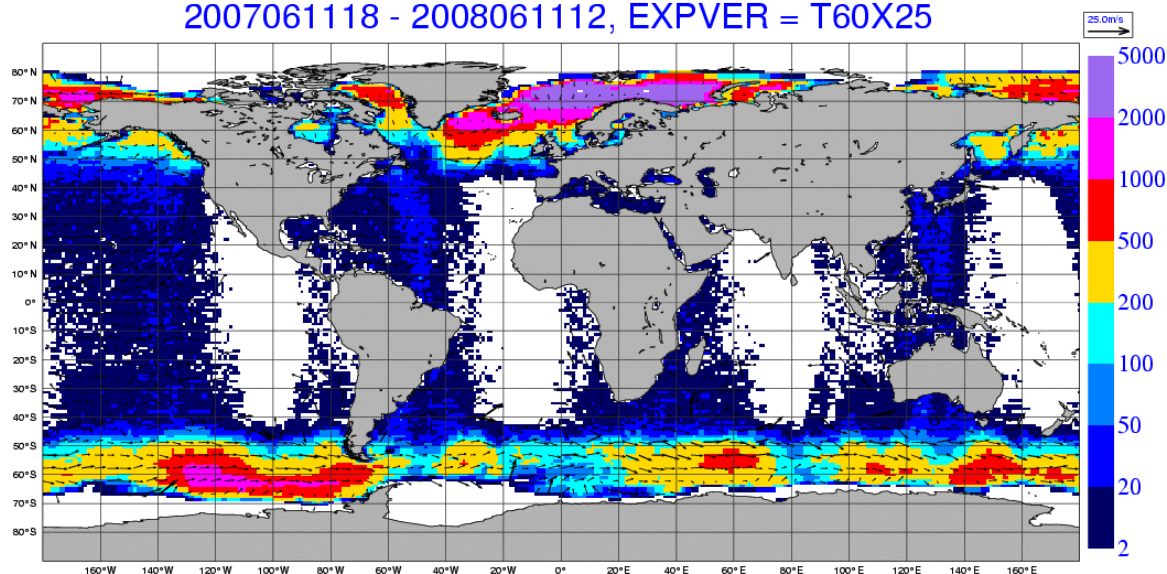 2007061118 - 2008061112, EXPVER = T60X25
25.0m/s
5000
2000
1000
500
200
100
50
20
2
80°N
70°N
60°N
50°N
40°N
30°N
20°N
10°N
0°
10°S
20°S
30°S
40°S
50°S
60°S
70°S
80°S
160°W 140°W 120°W 100°W 80°W 60°W 40°W 20°W 0° 20°E 40°E 60°E 80°E 100°E 120°E 140°E 160°E